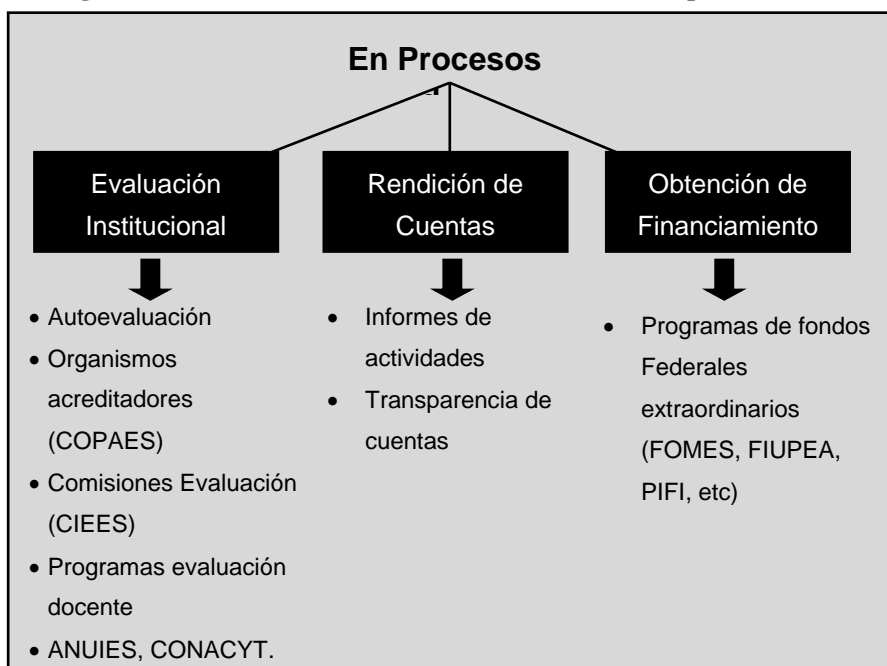 En Procesos
Evaluación
Institucional
• Autoevaluación
• Organismos
acreditadores
(COPAES)
• Comisiones Evaluación
(CIEES)
• Programas evaluación
docente
• ANUIES, CONACYT.
Rendición de
Cuentas
• Informes de
actividades
• Transparencia de
cuentas
Obtención de
Financiamiento
• Programas de fondos
Federales
extraordinarios
(FOMES, FIUPEA,
PIFI, etc)